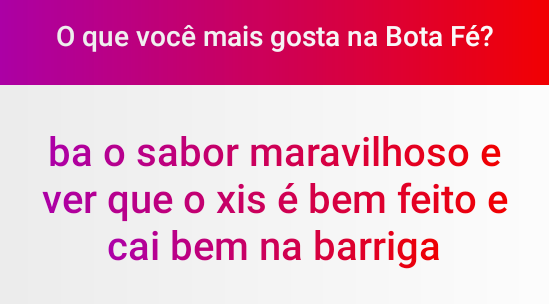 O que você mais gosta na Bota Fé?
ba o sabor maravilhoso e
ver que o xis é bem feito e
cai bem na barriga